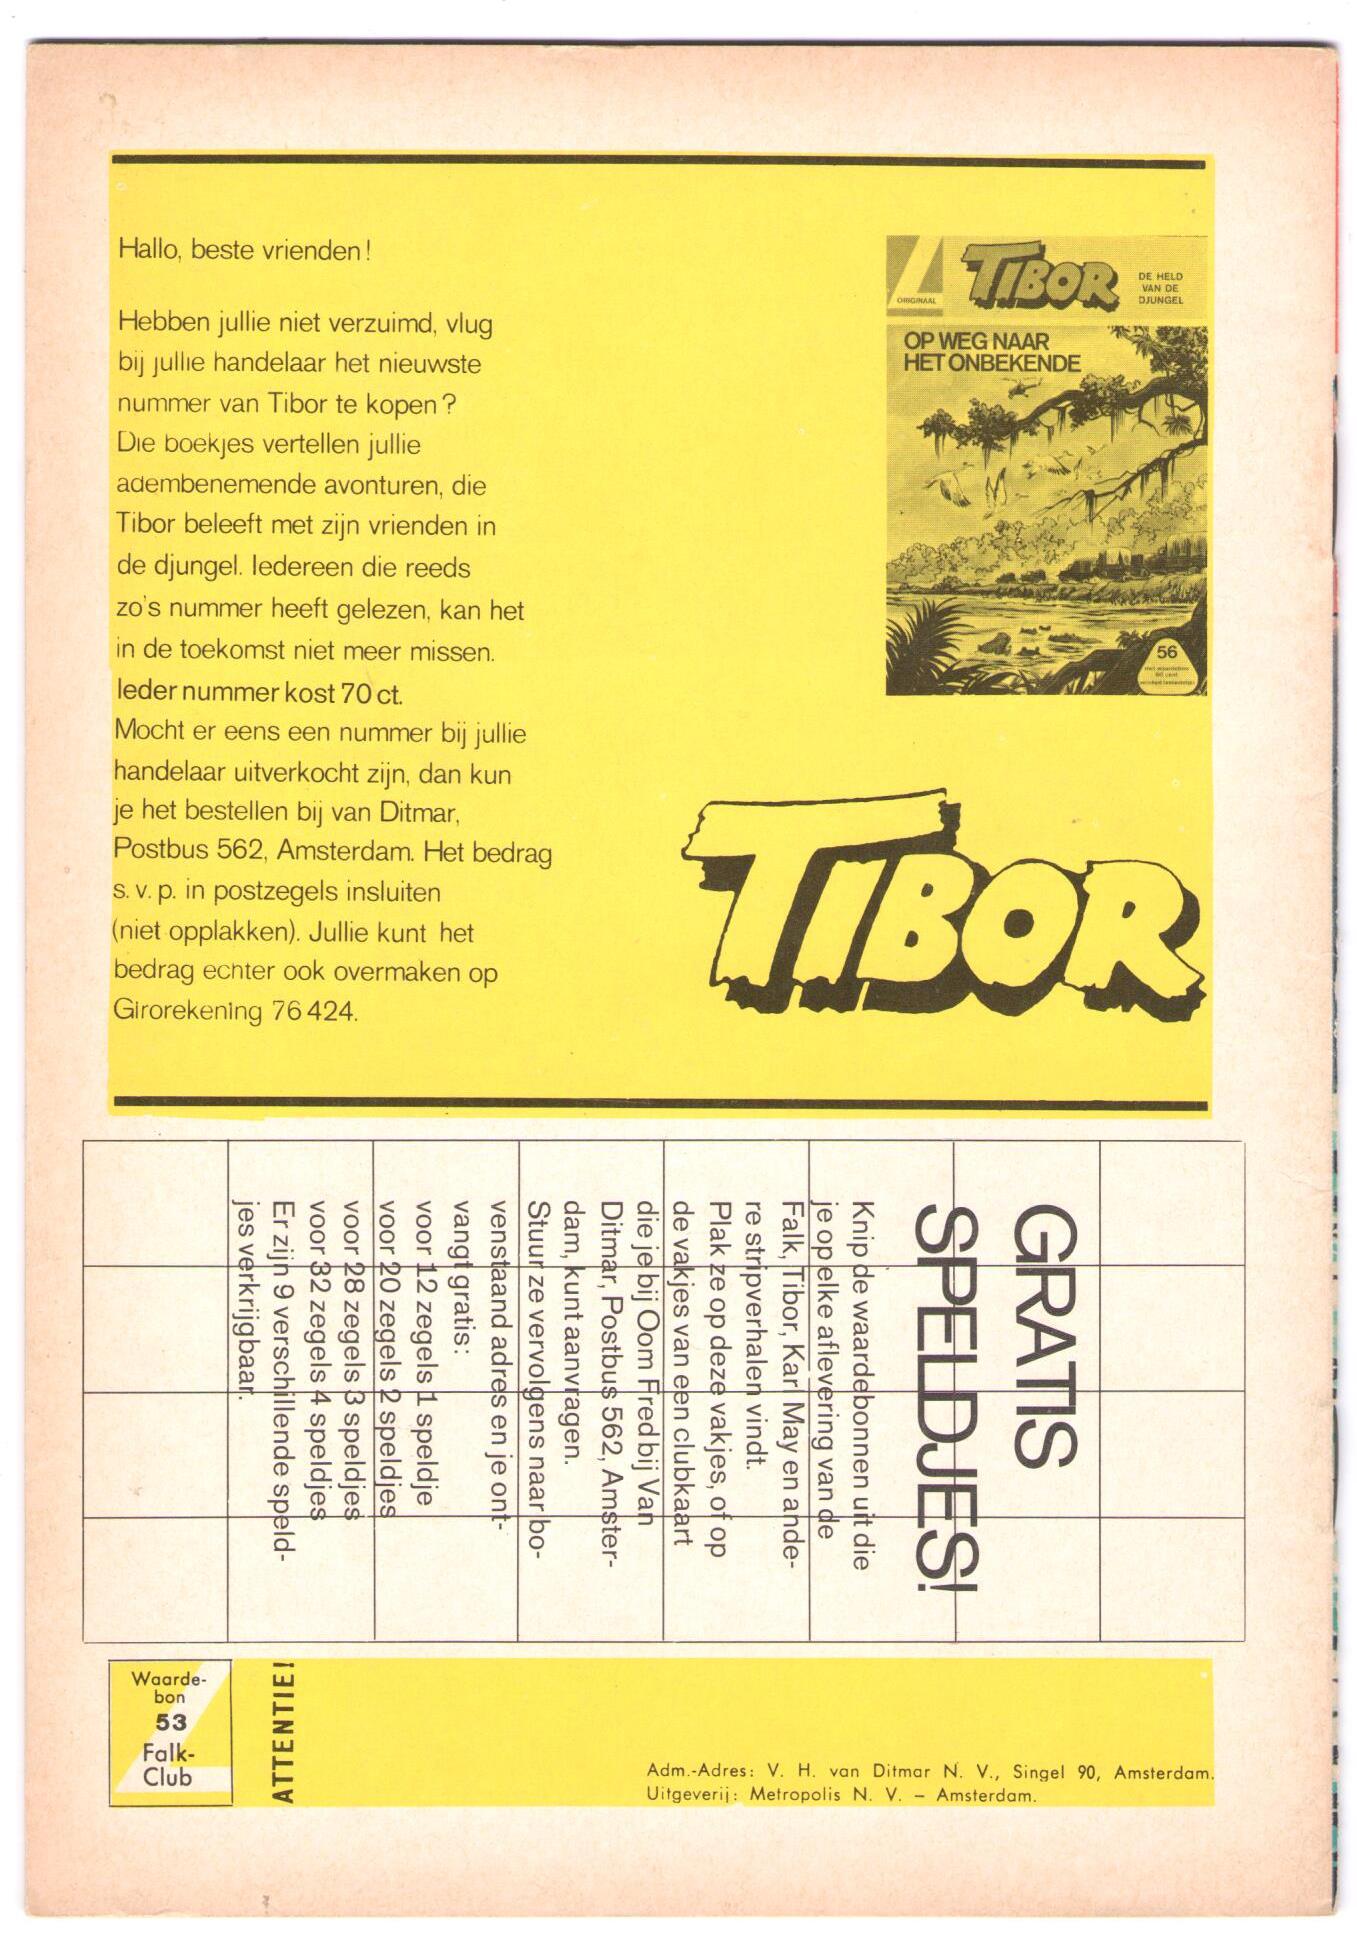 Hallo, beste vrienden!
Hebben jullie niet verzuimd, vlug
bij jullie handelaar het nieuwste
nummer van Tibor te kopen?
Die boekjes vertellen jullie
adembenemende avonturen, die
Tibor beleeft met zijn vrienden in
de djungel. Iedereen die reeds
zo's nummer heeft gelezen, kan het
in de toekomst niet meer missen.
Ieder nummer kost 70 ct.
Mocht er eens een nummer bij jullie
handelaar uitverkocht zijn, dan kun
je het bestellen bij van Ditmar,
Postbus 562, Amsterdam. Het bedrag
s. v. p. in postzegels insluiten
(niet opplakken). Jullie kunt het
bedrag echter ook overmaken op
Girorekening 76 424.
ORIGINAAL
TIBOR
DE HELD
VAN DE
DJUNGEL
OP WEG NAAR
HET ONBEKENDE
56
TIBOR
GRATIS
SPELDJES!
Knip de waardebonnen uit die
je op elke aflevering van de
Falk, Tibor, Karl May en ande-
re stripverhalen vindt.
Plak ze op deze vakjes, of op
de vakjes van een clubkaart
die je bij Oom Fred bij Van
Ditmar, Postbus 562, Amster-
dam, kunt aanvragen.
Stuur ze vervolgens naar bo-
venstaand adres en je ont-
vangt gratis:
voor 12 zegels 1 speldje
voor 20 zegels 2 speldjes
voor 28 zegels 3 speldjes
voor 32 zegels 4 speldjes
Er zijn 9 verschillende speld-
jes verkrijgbaar.
Waarde-
bon
53
Falk-
Club
ATTENTIE!
Adm.-Adres: V. H. van Ditmar N. V., Singel 90, Amsterdam.
Uitgeverij: Metropolis N. V. – Amsterdam.